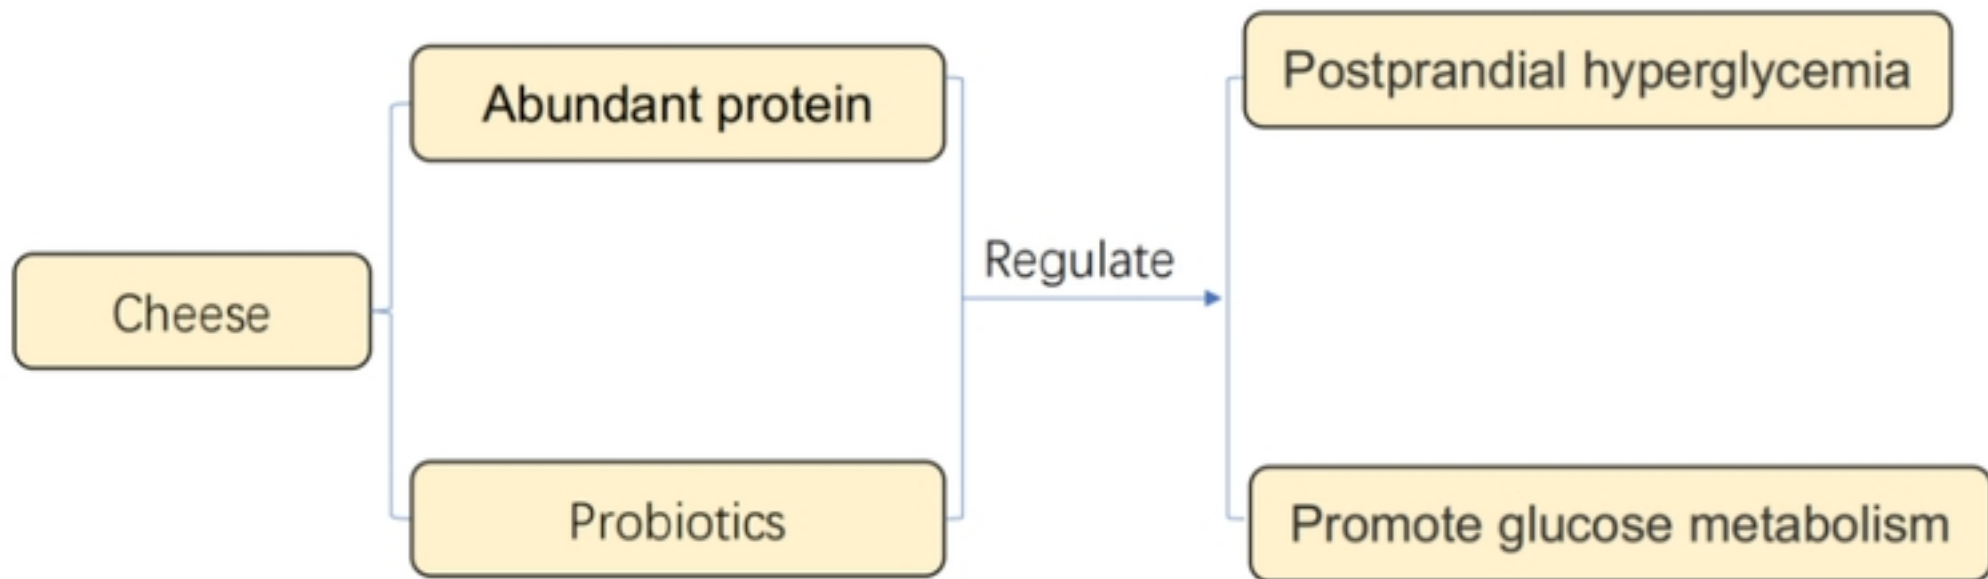 Cheese
Abundant protein
Probiotics
Regulate
Postprandial hyperglycemia
Promote glucose metabolism